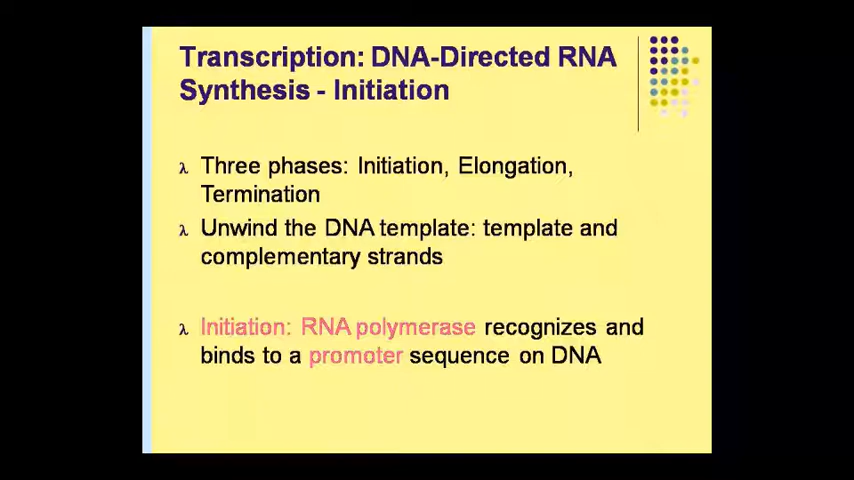 Transcription: DNA-Directed RNA
Synthesis - Initiation
λ Three phases: Initiation, Elongation,
Termination
λ Unwind the DNA template: template and
complementary strands
λ Initiation: RNA polymerase recognizes and
binds to a promoter sequence on DNA